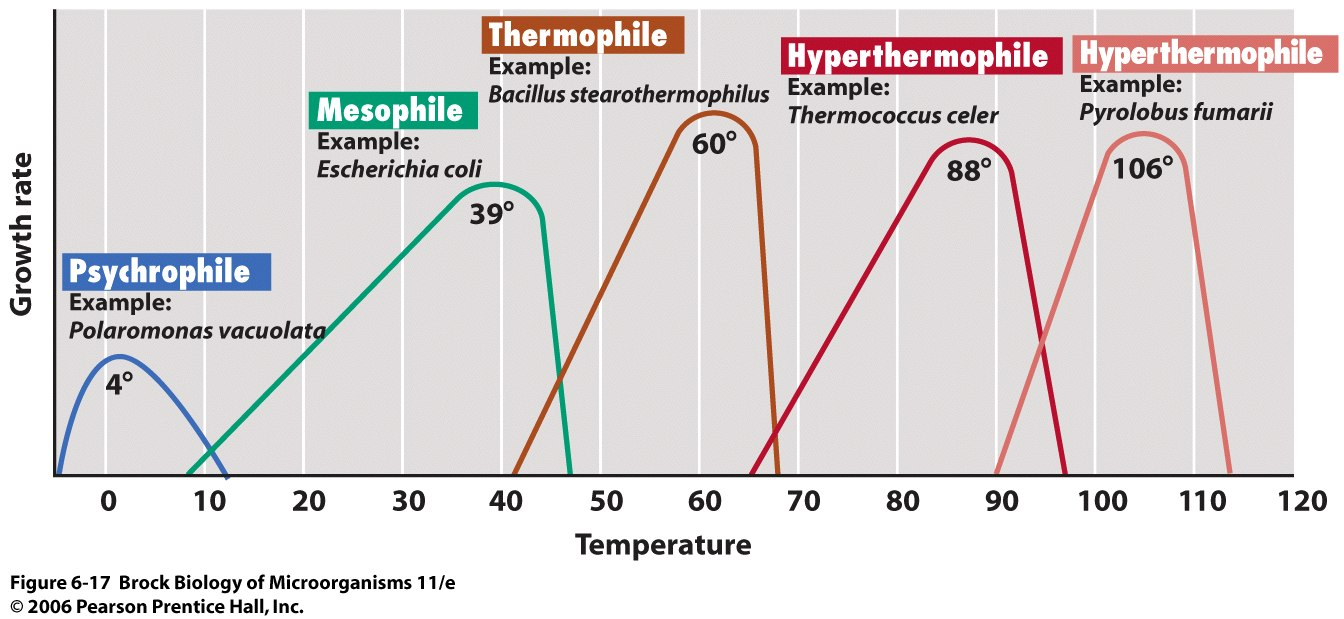 Thermophile
Example:
Bacillus stearothermophilus
Hyperthermophile
Example:
Thermococcus celer
Hyperthermophile
Example:
Pyrolobus fumarii
Mesophile
Example:
Escherichia coli
Psychrophile
Example:
Polaromonas vacuolata
4°
39°
60°
88°
106°
Growth rate
0 10 20 30 40 50 60 70 80 90 100 110 120
Temperature
Figure 6-17 Brock Biology of Microorganisms 11/e
© 2006 Pearson Prentice Hall, Inc.